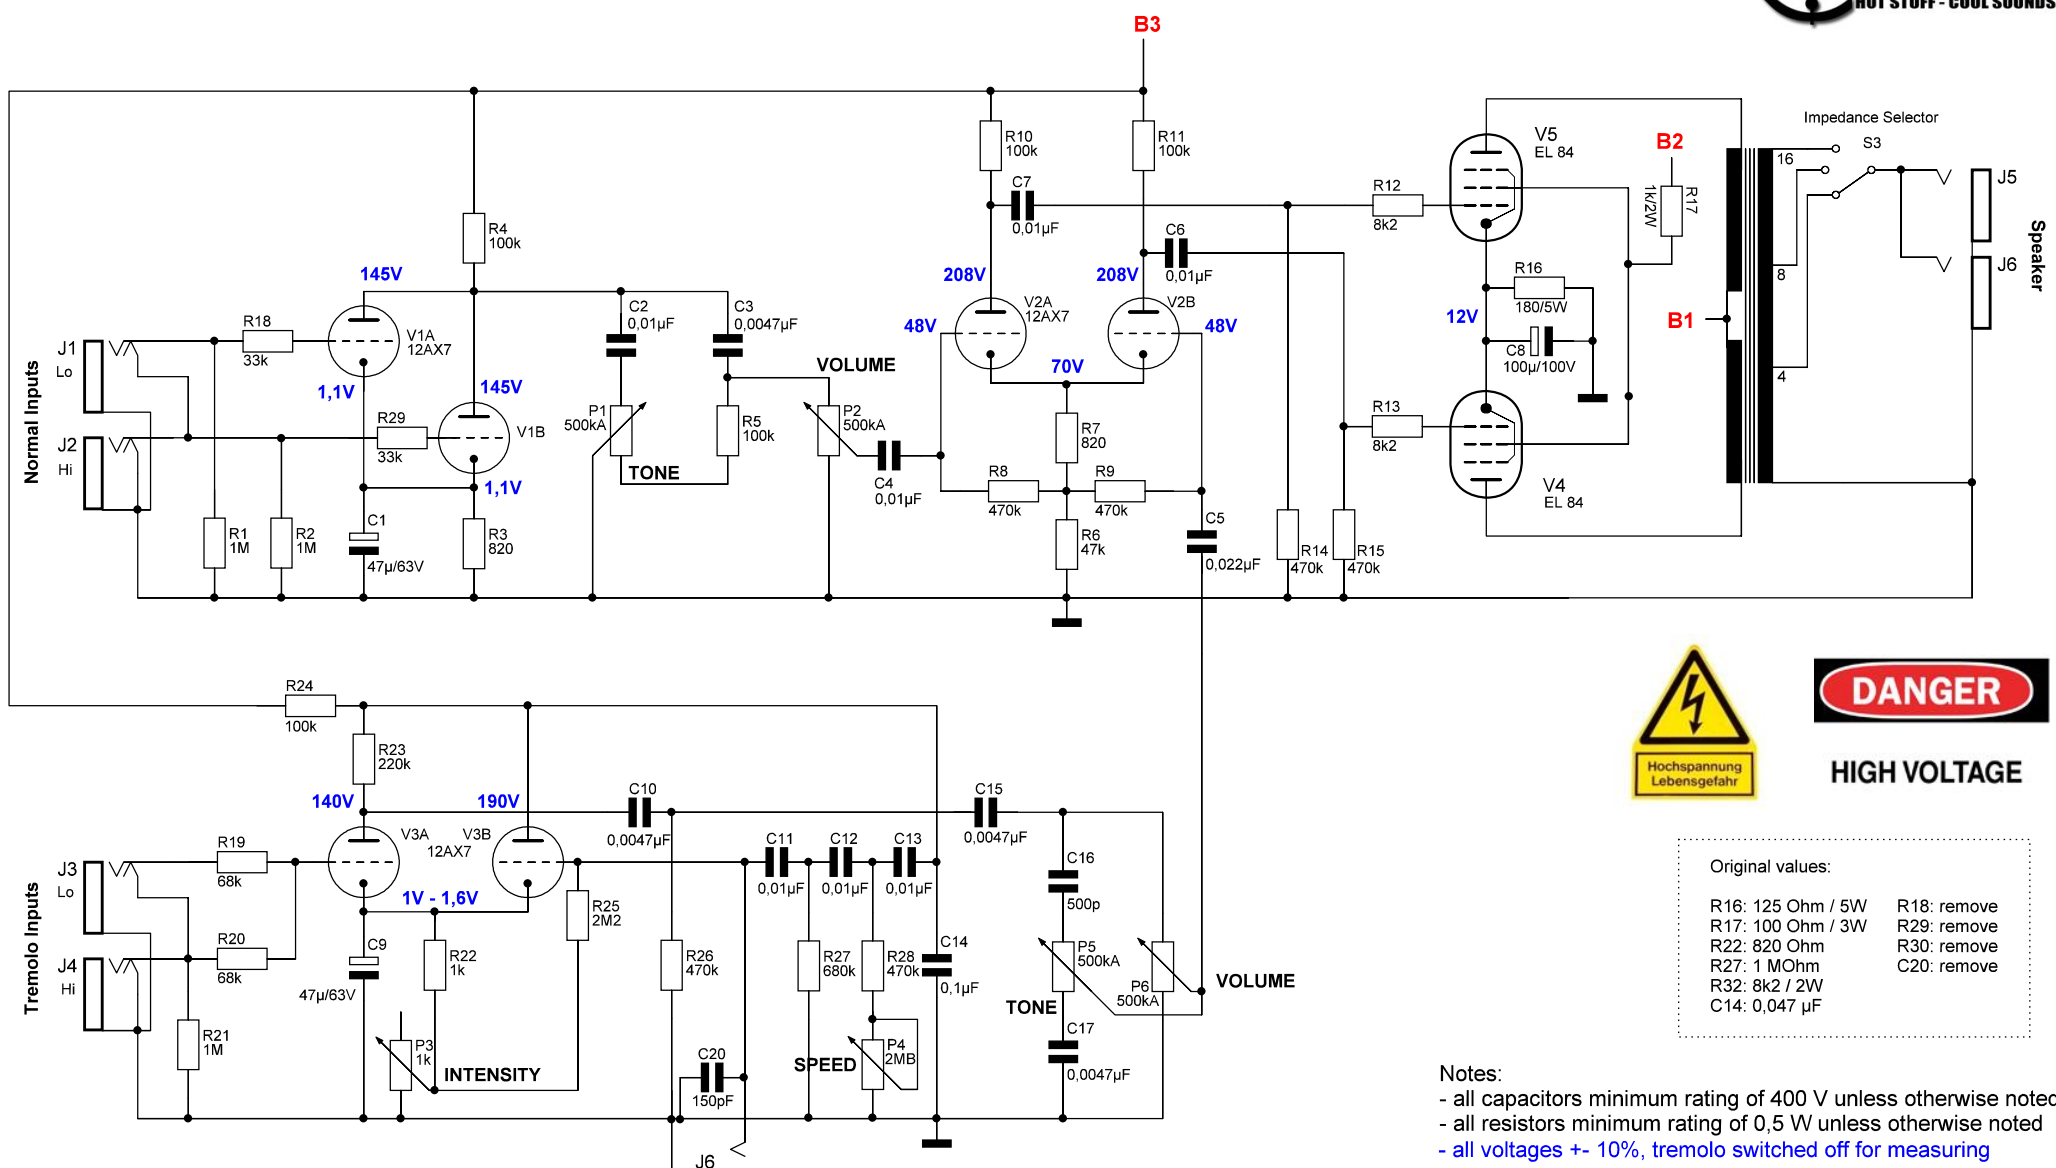 HOT STUFF - COOL SOUNDS
B3
R10
100k
R11
100k
V5
EL 84
B2
R17
1k/2W
Impedance Selector
S3
16
8
4
J5
J6
Speaker
C7
0,01µF
R12
8k2
C6
0,01µF
R4
100k
145V
208V
208V
R16
180/5W
12V
C8
100µ/100V
B1
R18
33k
V1A
12AX7
C2
0,01µF
C3
0,0047µF
48V
V2A
12AX7
V2B
48V
J1
Lo
Normal Inputs
1,1V
145V
VOLUME
70V
R29
33k
V1B
P1
500kA
R5
100k
P2
500kA
R7
820
R13
8k2
J2
Hi
TONE
1,1V
C4
0,01µF
R8
470k
R9
470k
V4
EL 84
R1
1M
R2
1M
C1
47µ/63V
R3
820
R6
47k
C5
0,022µF
R14
470k
R15
470k
R24
100k
R23
220k
140V
190V
C10
0,0047µF
C15
0,0047µF
V3A
V3B
12AX7
C11
0,01µF
C12
0,01µF
C13
0,01µF
R19
68k
J3
Lo
Tremolo Inputs
1V - 1,6V
R25
2M2
C16
500p
R20
68k
C9
47µ/63V
R22
1k
R26
470k
R27
680k
R28
470k
C14
0,1µF
P5
500kA
TONE
P6
500kA
VOLUME
J4
Hi
R21
1M
P3
1k
INTENSITY
C20
150pF
SPEED
P4
2MB
C17
0,0047µF
J6
Hochspannung
Lebensgefahr
DANGER
HIGH VOLTAGE
Original values:
R16: 125 Ohm / 5W R18: remove
R17: 100 Ohm / 3W R29: remove
R22: 820 Ohm R30: remove
R27: 1 MOhm C20: remove
R32: 8k2 / 2W
C14: 0,047 µF
Notes:
- all capacitors minimum rating of 400 V unless otherwise noted
- all resistors minimum rating of 0,5 W unless otherwise noted
- all voltages +- 10%, tremolo switched off for measuring